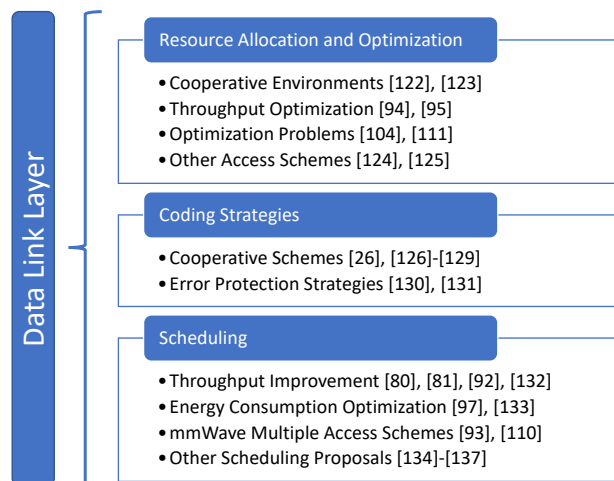 Data Link Layer
Resource Allocation and Optimization
•Cooperative Environments [122], [123]
•Throughput Optimization [94], [95]
•Optimization Problems [104], [111]
•Other Access Schemes [124], [125]
Coding Strategies
•Cooperative Schemes [26], [126]-[129]
•Error Protection Strategies [130], [131]
Scheduling
•Throughput Improvement [80], [81], [92], [132]
•Energy Consumption Optimization [97], [133]
•mmWave Multiple Access Schemes [93], [110]
•Other Scheduling Proposals [134]-[137]